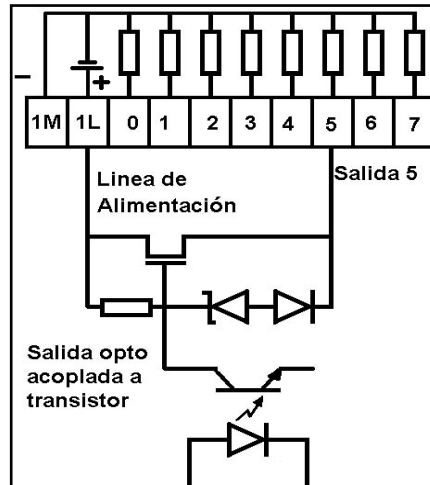 −
+
1M 1L 0 1 2 3 4 5 6 7
Salida 5
Linea de
Alimentación
Salida opto
acoplada a
transistor